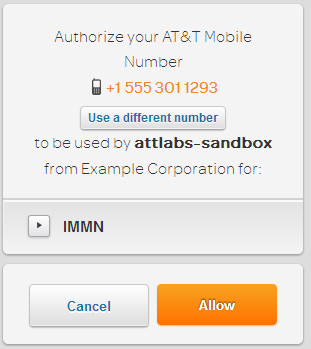 Authorize your AT&T Mobile
Number
+1 555 301 1293
Use a different number
to be used by attlabs-sandbox
from Example Corporation for:
IMMN
Cancel
Allow